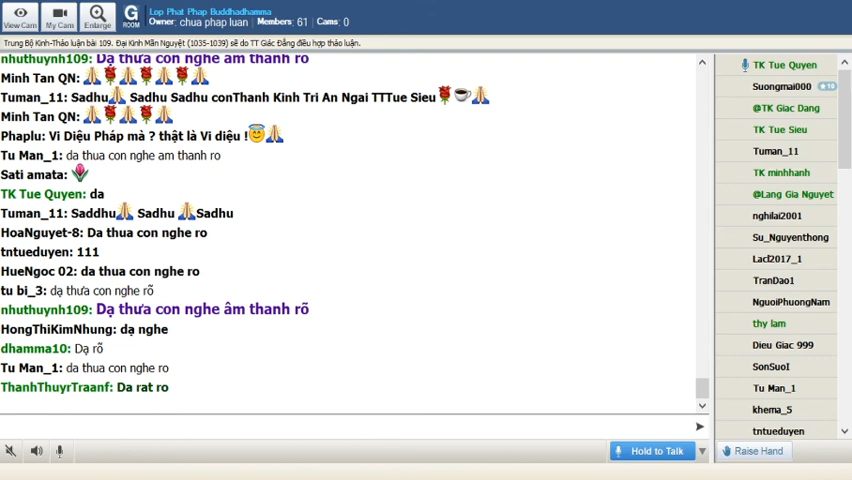 Lop Phat Phap Buddhadhamma
Owner: chua phap luan Members: 61 Cams: 0
View Cam
My Cam
Enlarge
G
ROOM
Trung Bộ Kinh-Thảo luận bài 109. Đại Kinh Mãn Nguyệt (1035-1039) sẽ do TT Giác Đẳng điều hợp thảo luận.
nhuthuynh109: Dạ thưa con nghe âm thanh rõ
Minh Tan QN:
Tuman_11: Sadhu Sadhu Sadhu conThanh Kinh Tri An Ngai TTTue Sieu
Minh Tan QN:
Phaplu: Vi Diệu Pháp mà ? thật là Vi diệu !
Tu Man_1: da thua con nghe am thanh ro
Sati amata:
TK Tue Quyen: da
Tuman_11: Saddhu Sadhu Sadhu
HoaNguyet-8: Da thua con nghe ro
tntueduyen: 111
HueNgoc 02: da thua con nghe ro
tu bi_3: dạ thưa con nghe rõ
nhuthuynh109: Dạ thưa con nghe âm thanh rõ
HongThiKimNhung: dạ nghe
dhamma10: Dạ rõ
Tu Man_1: da thua con nghe ro
ThanhThuyrTraanf: Da rat ro
TK Tue Quyen
Suongmai000 10
@TK Giac Dang
TK Tue Sieu
Tuman_11
TK minhhanh
@Lang Gia Nguyet
nghilai2001
Su_Nguyenthong
Lacl2017_1
TranDao1
NguoiPhuongNam
thy lam
Dieu Giac 999
SonSuoI
Tu Man_1
khema_5
tntueduyen
Hold to Talk
Raise Hand